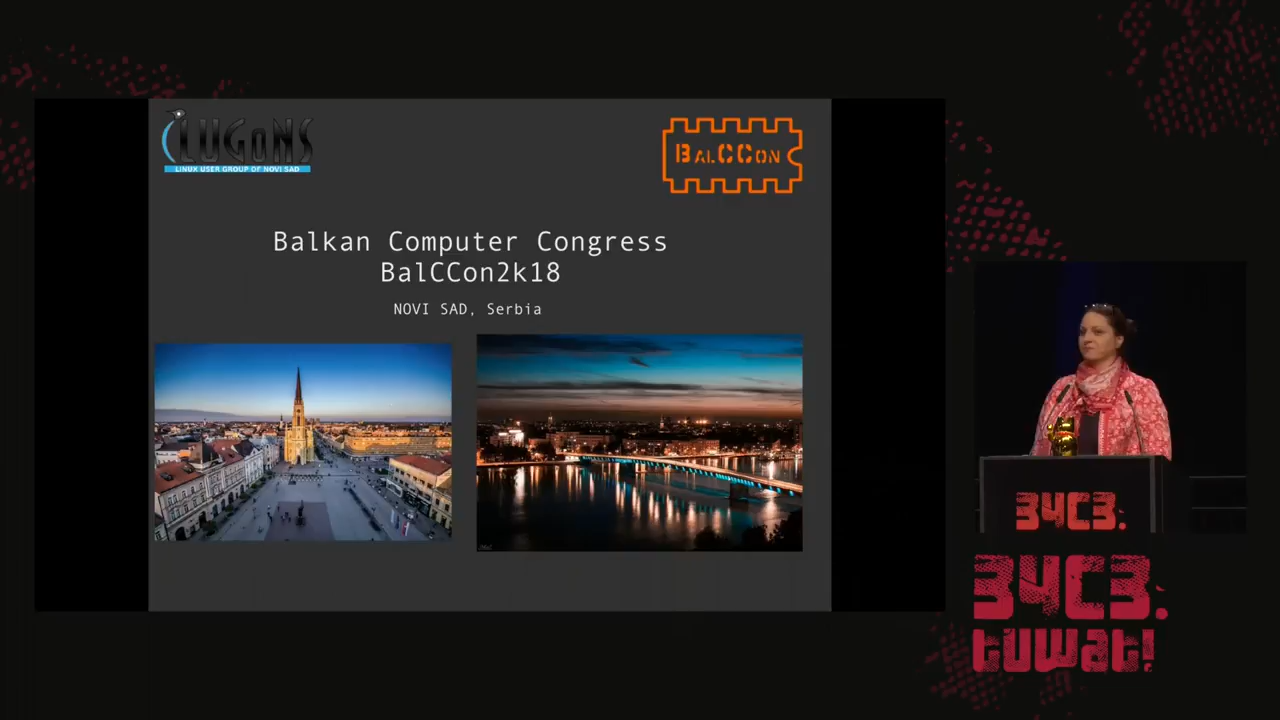 LUGoNS
LINUX USER GROUP OF NOVI SAD
BALCCON
Balkan Computer Congress
BalCCon2k18
NOVI SAD, Serbia
34C3.
34C3.
tuwat!